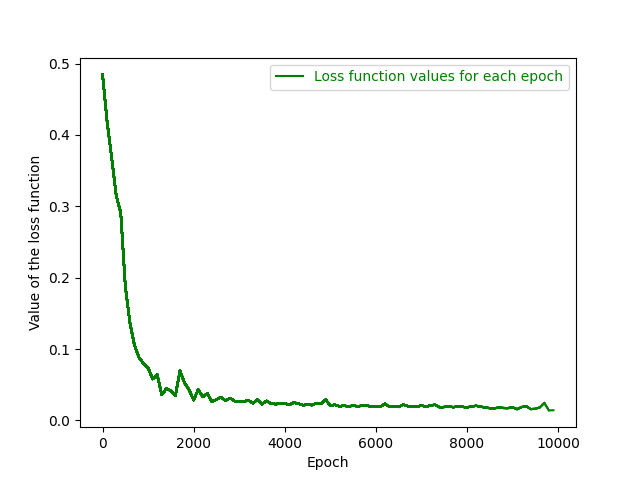 Loss function values for each epoch
Value of the loss function
0.5
0.4
0.3
0.2
0.1
0.0
0 2000 4000 6000 8000 10000
Epoch